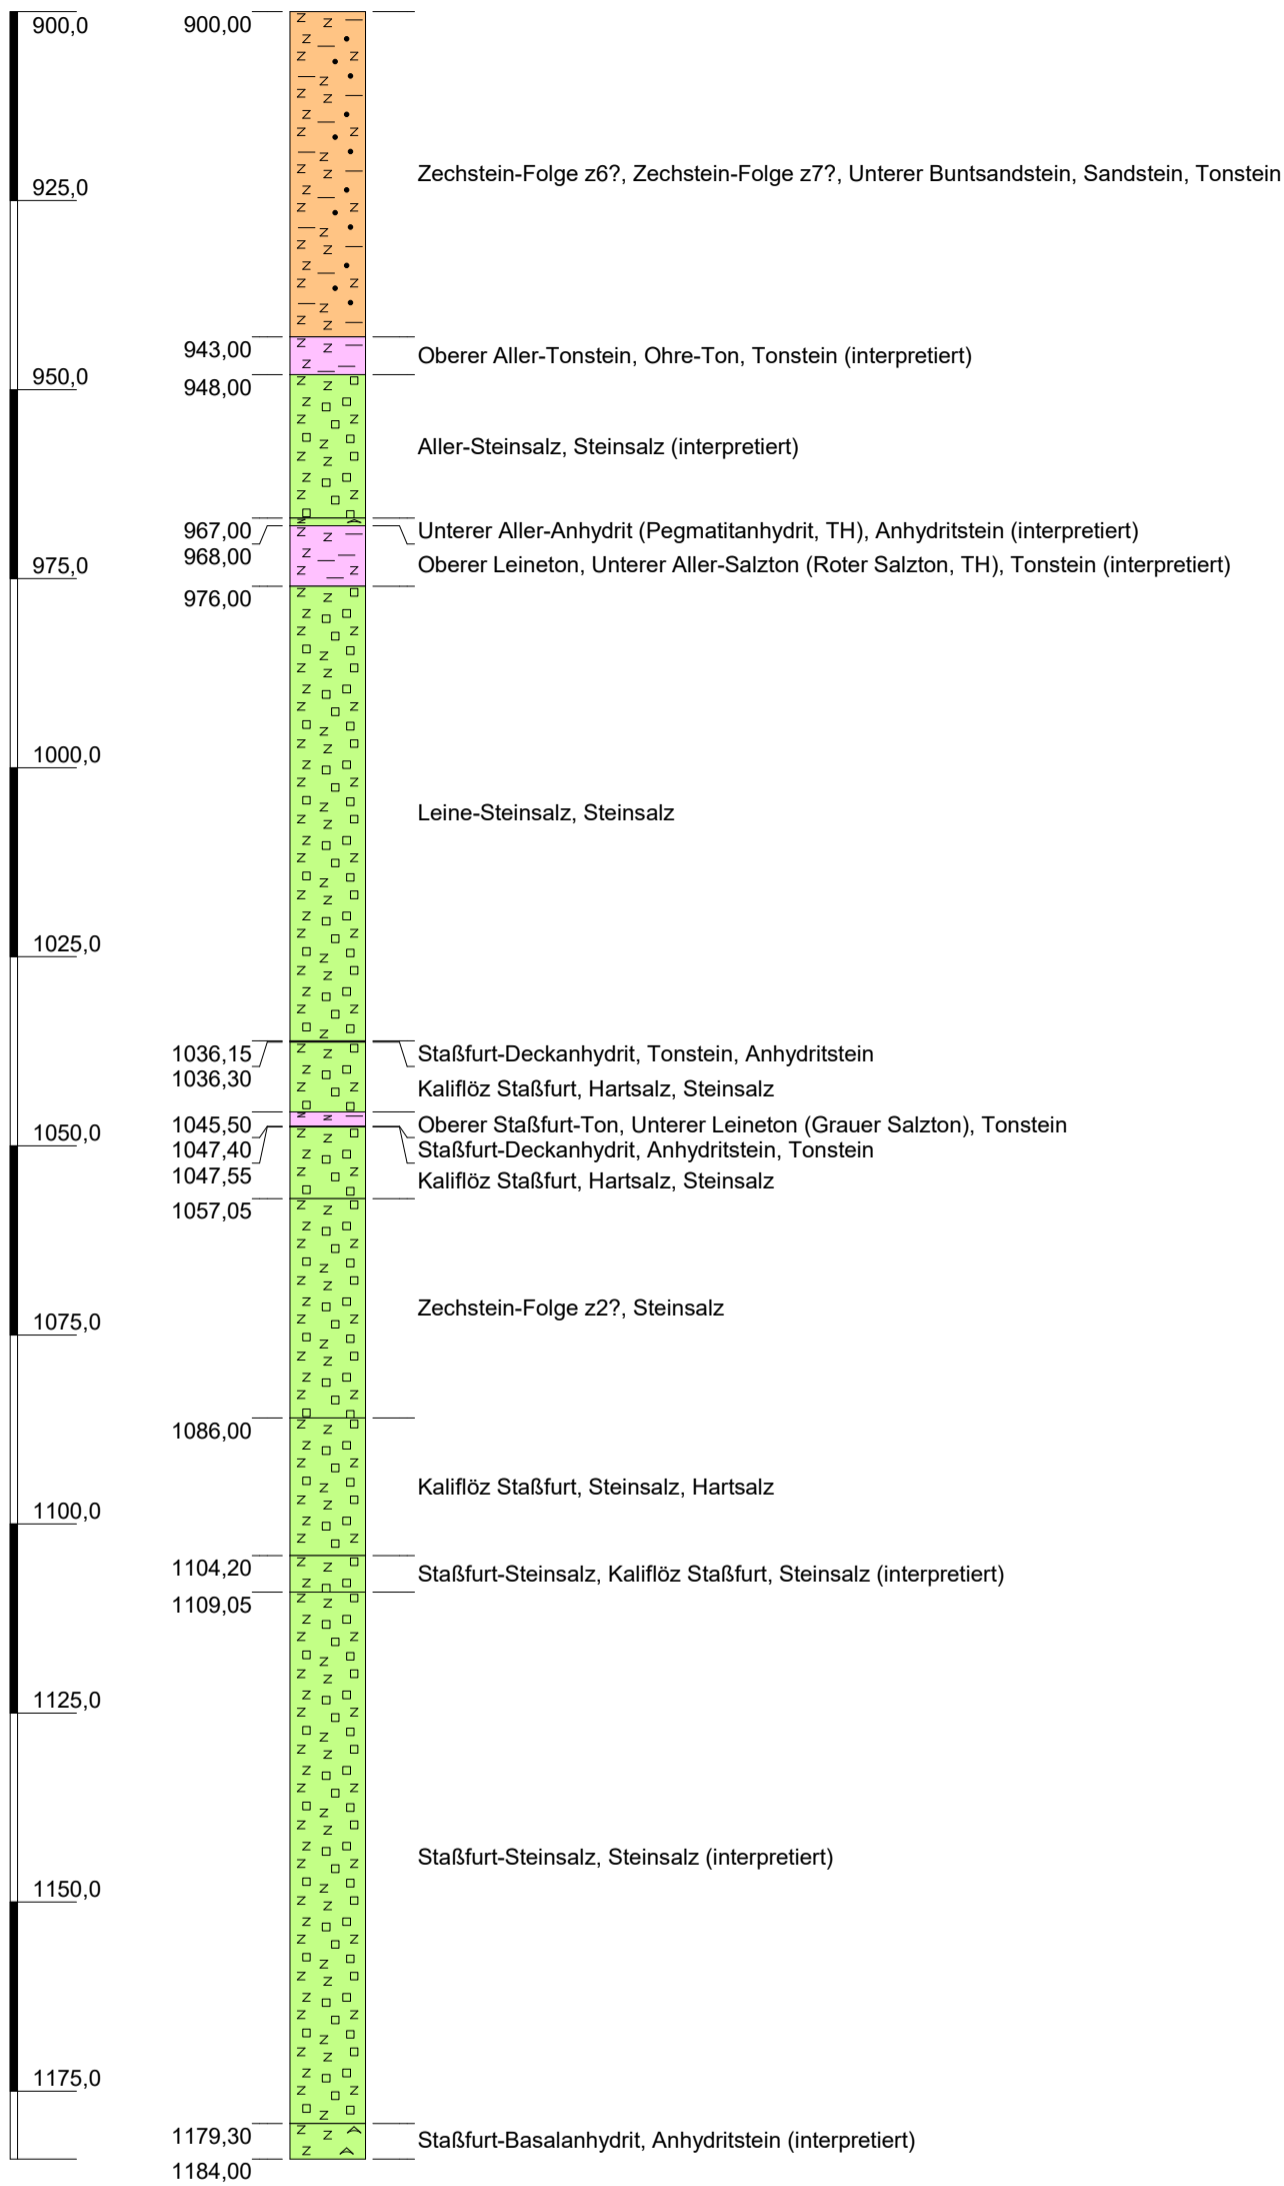 900,0
900,00
Zechstein-Folge z6?, Zechstein-Folge z7?, Unterer Buntsandstein, Sandstein, Tonstein
925,0
943,00
Oberer Aller-Tonstein, Ohre-Ton, Tonstein (interpretiert)
950,0
948,00
Aller-Steinsalz, Steinsalz (interpretiert)
967,00
Unterer Aller-Anhydrit (Pegmatitanhydrit, TH), Anhydritstein (interpretiert)
968,00
Oberer Leineton, Unterer Aller-Salzton (Roter Salzton, TH), Tonstein (interpretiert)
975,0
976,00
1000,0
Leine-Steinsalz, Steinsalz
1025,0
1036,15
Staßfurt-Deckanhydrit, Tonstein, Anhydritstein
1036,30
Kaliflöz Staßfurt, Hartsalz, Steinsalz
1045,50
Oberer Staßfurt-Ton, Unterer Leineton (Grauer Salzton), Tonstein
1050,0
1047,40
Staßfurt-Deckanhydrit, Anhydritstein, Tonstein
1047,55
Kaliflöz Staßfurt, Hartsalz, Steinsalz
1057,05
Zechstein-Folge z2?, Steinsalz
1075,0
1086,00
Kaliflöz Staßfurt, Steinsalz, Hartsalz
1100,0
1104,20
Staßfurt-Steinsalz, Kaliflöz Staßfurt, Steinsalz (interpretiert)
1109,05
1125,0
Staßfurt-Steinsalz, Steinsalz (interpretiert)
1150,0
1175,0
1179,30
Staßfurt-Basalanhydrit, Anhydritstein (interpretiert)
1184,00